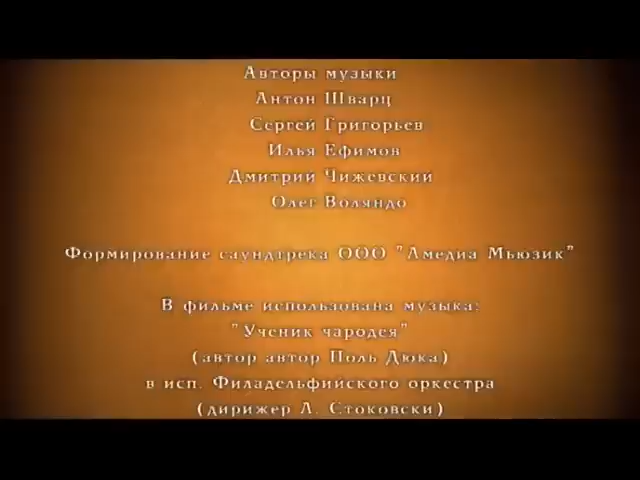 Авторы музыки
Антон Шварц
Сергей Григорьев
Илья Ефимов
Дмитрий Чижевский
Олег Воляндо
Формирование саундтрека ООО "Амедиа Мьюзик"
В фильме использована музыка:
"Ученик чародея"
(автор автор Поль Дюка)
в исп. Филадельфийского оркестра
(дирижер Л. Стоковски)